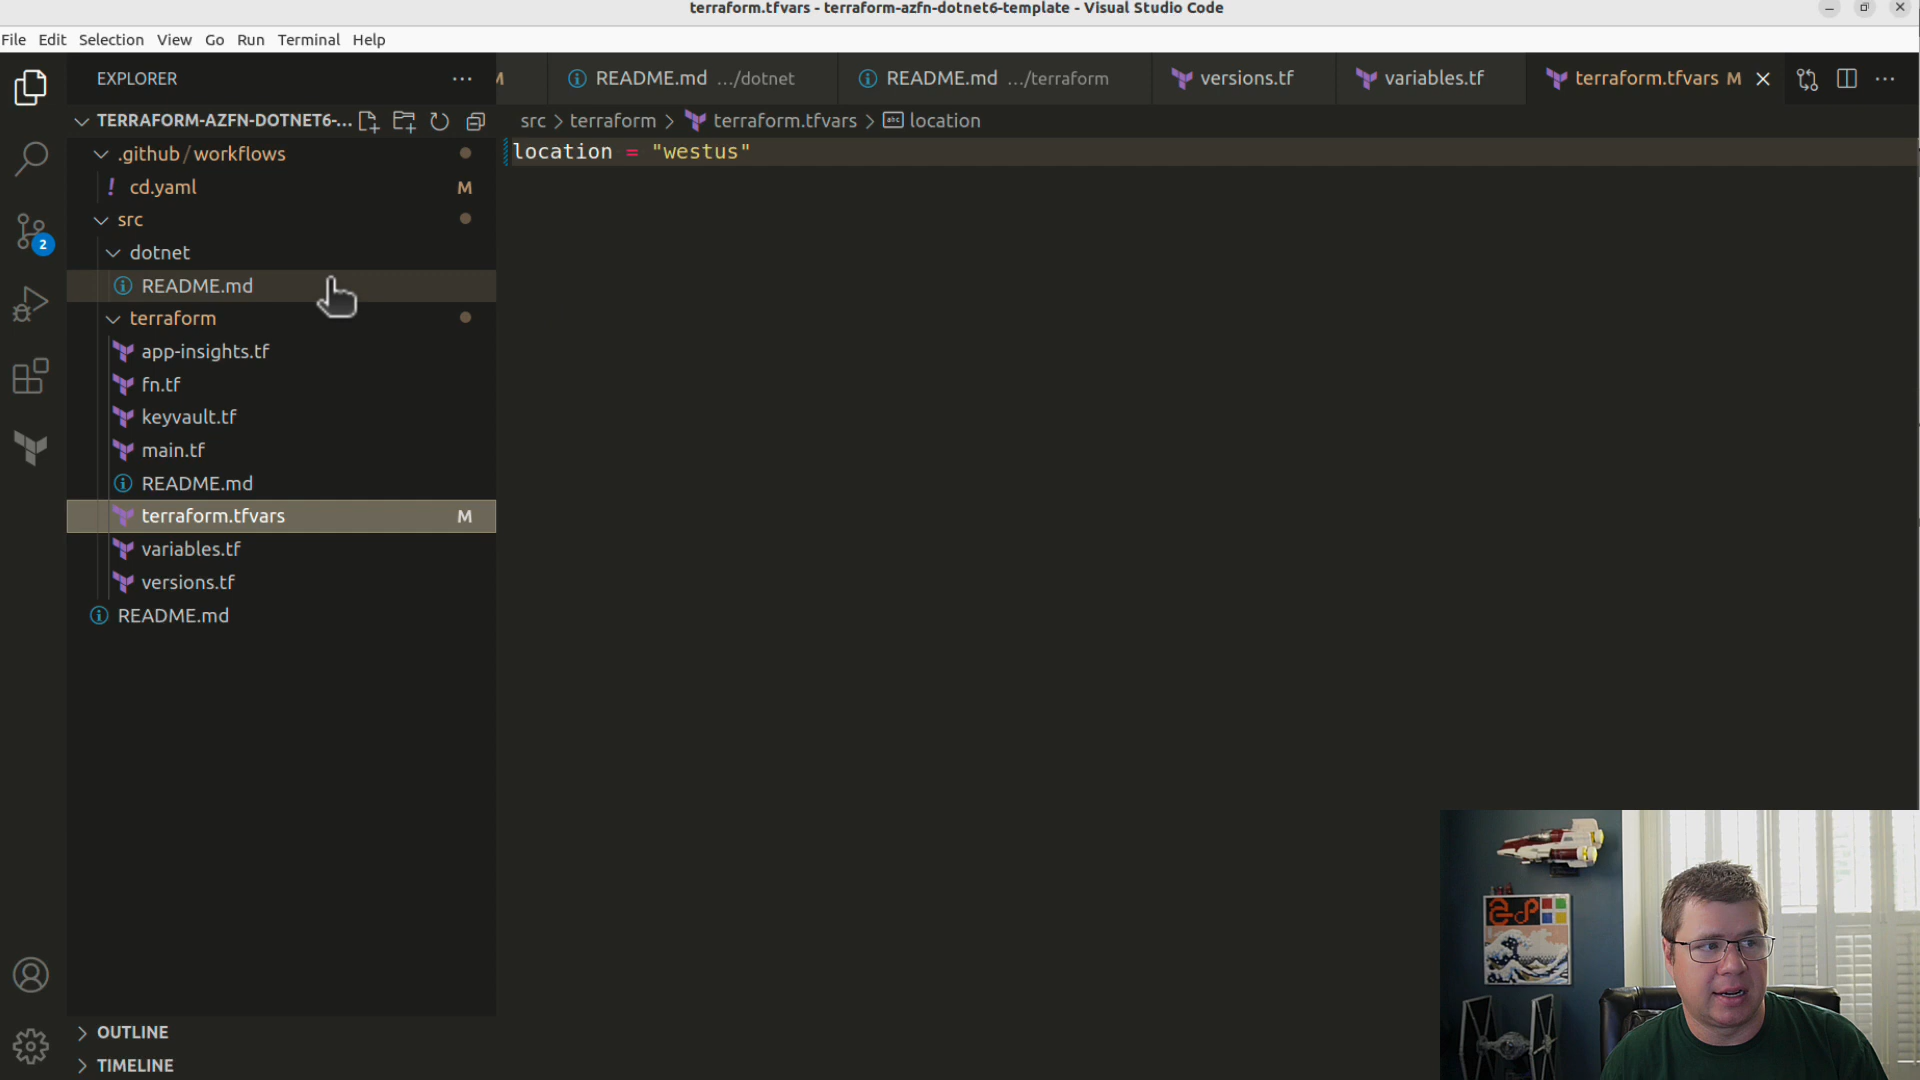 terraform.tfvars - terraform-azfn-dotnet6-template - Visual Studio Code
File Edit Selection View Go Run Terminal Help
EXPLORER
README.md .../dotnet
README.md .../terraform
versions.tf
variables.tf
terraform.tfvars M
TERRAFORM-AZFN-DOTNET6-...
src > terraform > terraform.tfvars > location
location = "westus"
.github/workflows
! cd.yaml M
src
2
dotnet
README.md
terraform
app-insights.tf
fn.tf
keyvault.tf
main.tf
README.md
terraform.tfvars M
variables.tf
versions.tf
README.md
OUTLINE
TIMELINE